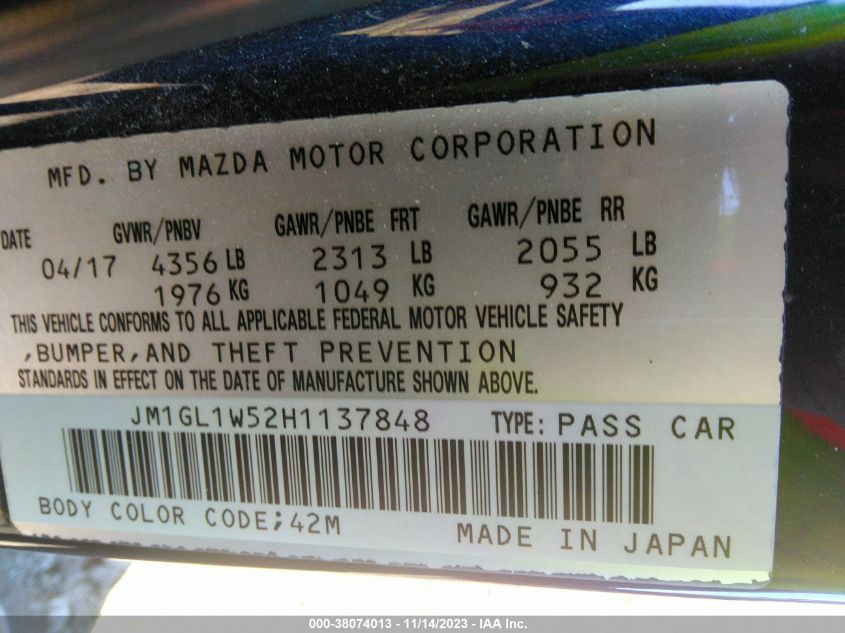 MFD. BY MAZDA MOTOR CORPORATION
DATE GVWR/PNBV GAWR/PNBE FRT GAWR/PNBE RR
04/17 4356 LB 2313 LB 2055 LB
1976 KG 1049 KG 932 KG
THIS VEHICLE CONFORMS TO ALL APPLICABLE FEDERAL MOTOR VEHICLE SAFETY
,BUMPER,AND THEFT PREVENTION
STANDARDS IN EFFECT ON THE DATE OF MANUFACTURE SHOWN ABOVE.
JM1GL1W52H1137848 TYPE: PASS CAR
BODY COLOR CODE;42M MADE IN JAPAN
000-38074013 - 11/14/2023 - IAA Inc.